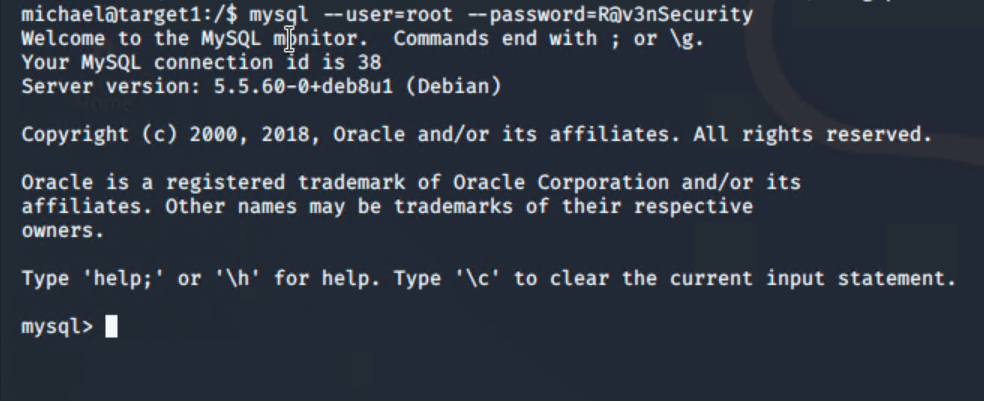 michael@target1:/$ mysql --user=root --password=R@v3nSecurity
Welcome to the MySQL monitor.  Commands end with ; or \g.
Your MySQL connection id is 38
Server version: 5.5.60-0+deb8u1 (Debian)

Copyright (c) 2000, 2018, Oracle and/or its affiliates. All rights reserved.

Oracle is a registered trademark of Oracle Corporation and/or its
affiliates. Other names may be trademarks of their respective
owners.

Type 'help;' or '\h' for help. Type '\c' to clear the current input statement.

mysql>